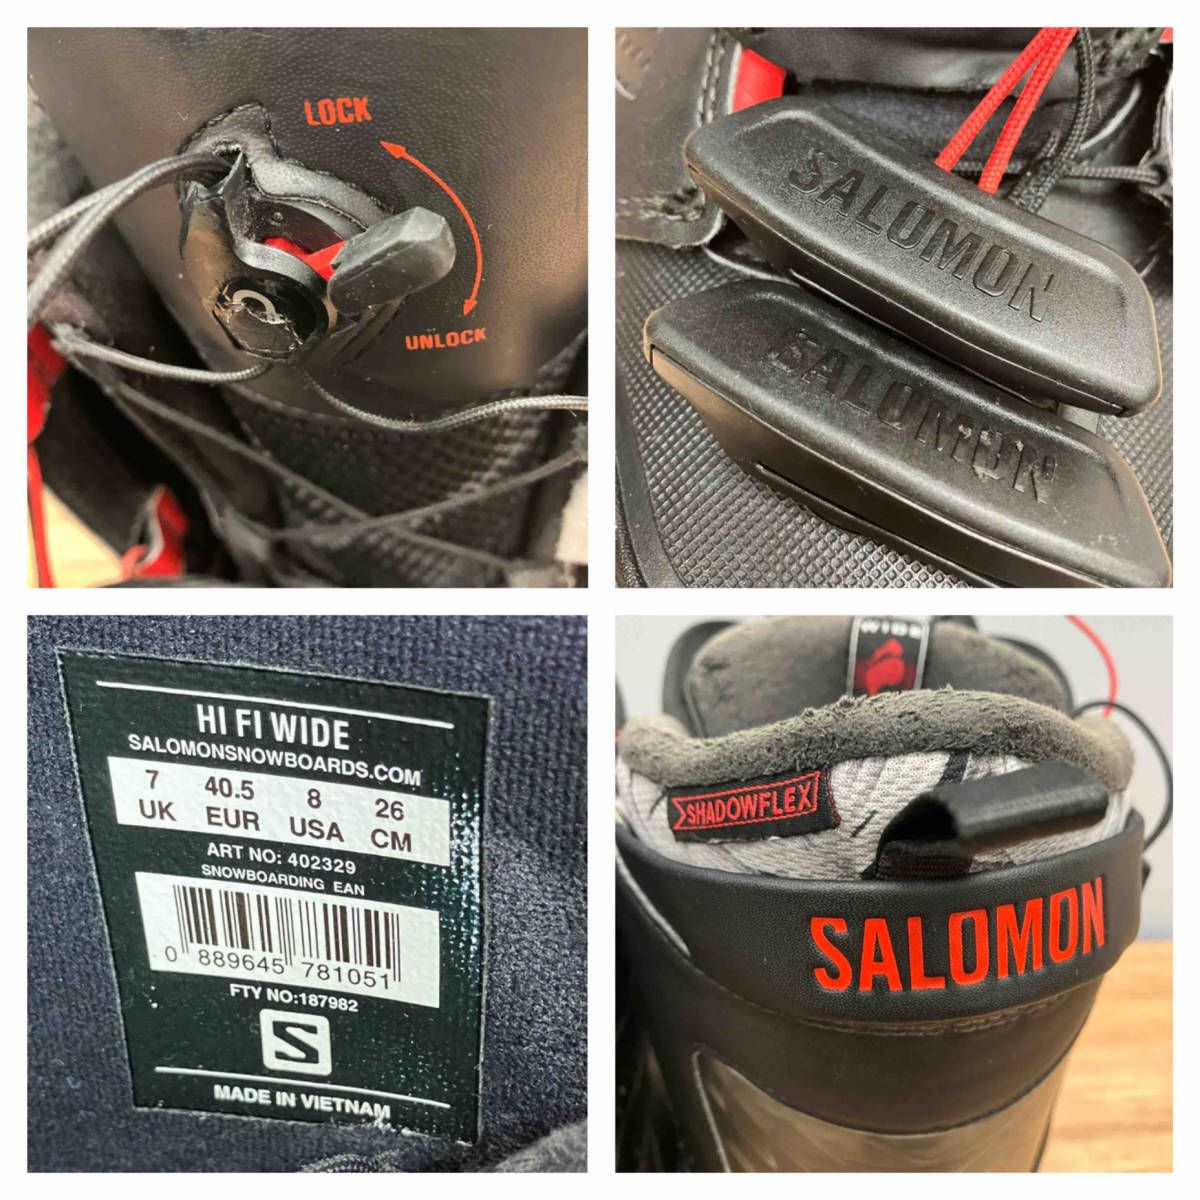 LOCK
UNLOCK
SALOMON
SALOMON
HI FI WIDE
SALOMONSNOWBOARDS.COM
7 40.5 8 26
UK EUR USA CM
ART NO: 402329
SNOWBOARDING EAN
0 889645 781051
FTY NO:187982
S
MADE IN VIETNAM
WIDE
SHADOWFLEX
SALOMON